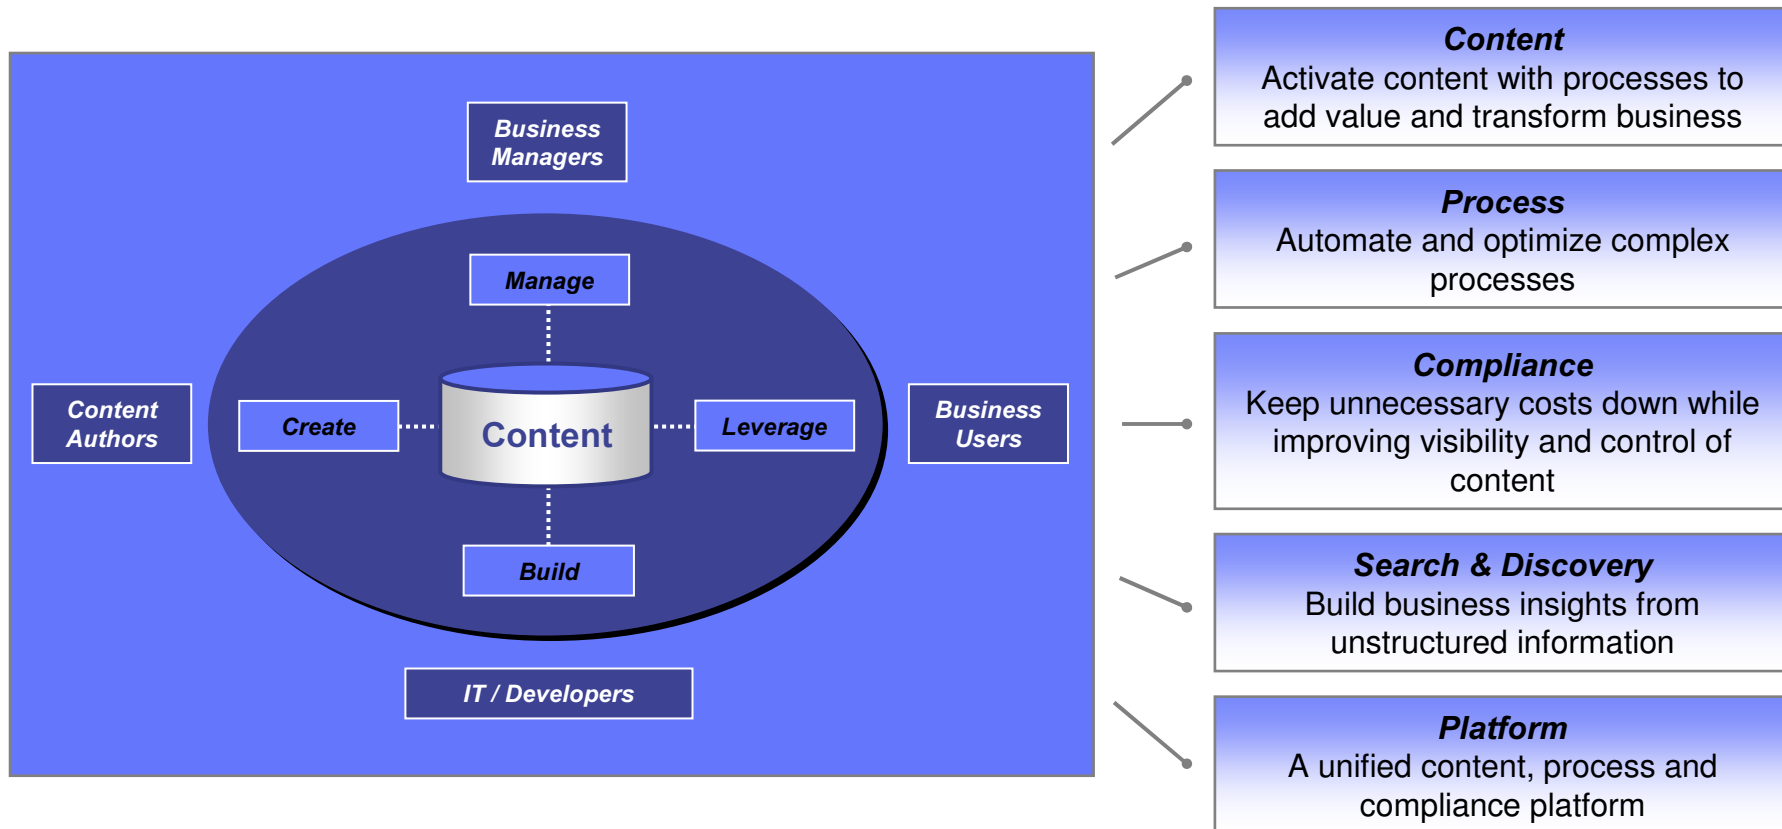 Business
Managers
Manage
Content
Authors
Create
Content
Leverage
Business
Users
Build
IT / Developers
Content
Activate content with processes to
add value and transform business
Process
Automate and optimize complex
processes
Compliance
Keep unnecessary costs down while
improving visibility and control of
content
Search & Discovery
Build business insights from
unstructured information
Platform
A unified content, process and
compliance platform